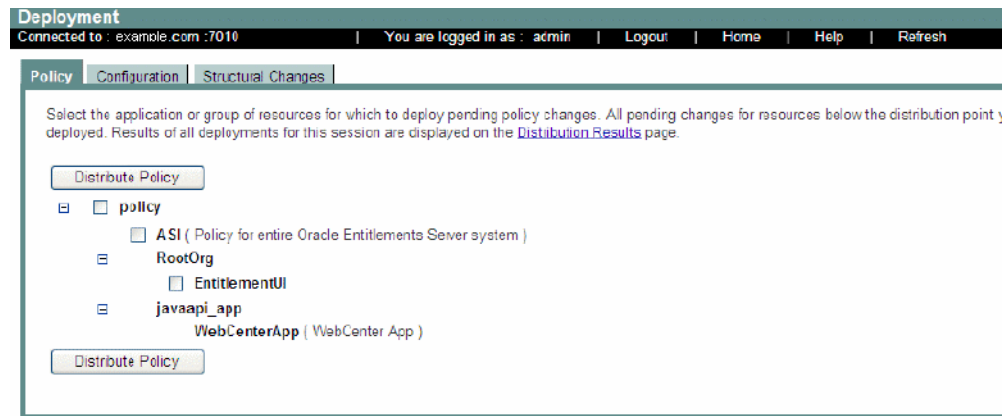 Deployment
Connected to : example.com :7010 | You are logged in as : admin | Logout | Home | Help | Refresh
Policy Configuration Structural Changes
Select the application or group of resources for which to deploy pending policy changes. All pending changes for resources below the distribution point y
deployed. Results of all deployments for this session are displayed on the Distribution Results page.
Distribute Policy
policy
ASI ( Policy for entire Oracle Entitlements Server system )
RootOrg
EntitlementUI
javaapi_app
WebCenterApp ( WebCenter App )
Distribute Policy